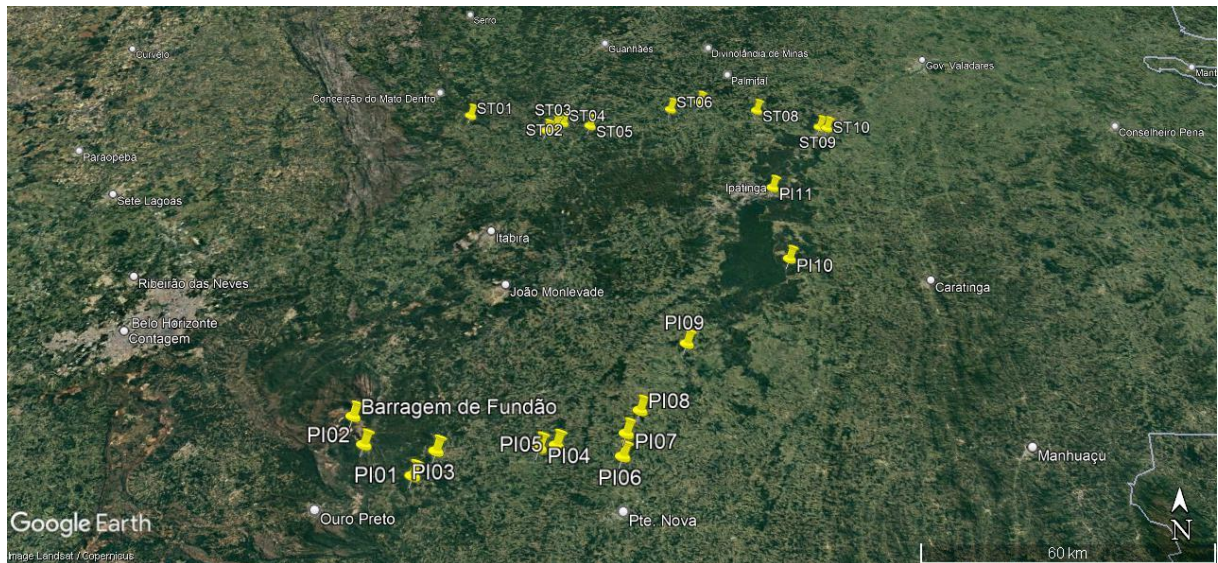 Serro
Curvelo
Guanhães
Divinolândia de Minas
Gov. Valadares
Palmital
Mant
Conceição do Mato Dentro
ST01
ST03
ST04
ST02
ST05
ST06
ST08
ST10
ST09
Conselheiro Pena
Paraopeba
Sete Lagoas
Ipatinga
PI11
Itabira
PI10
Ribeirão das Neves
João Monlevade
Caratinga
Belo Horizonte
Contagem
PI09
Barragem de Fundão
PI08
PI02
PI05
PI04
PI07
PI01
PI03
PI06
Manhuaçu
Google Earth
Ouro Preto
Pte. Nova
N
Image Landsat / Copernicus
60 km